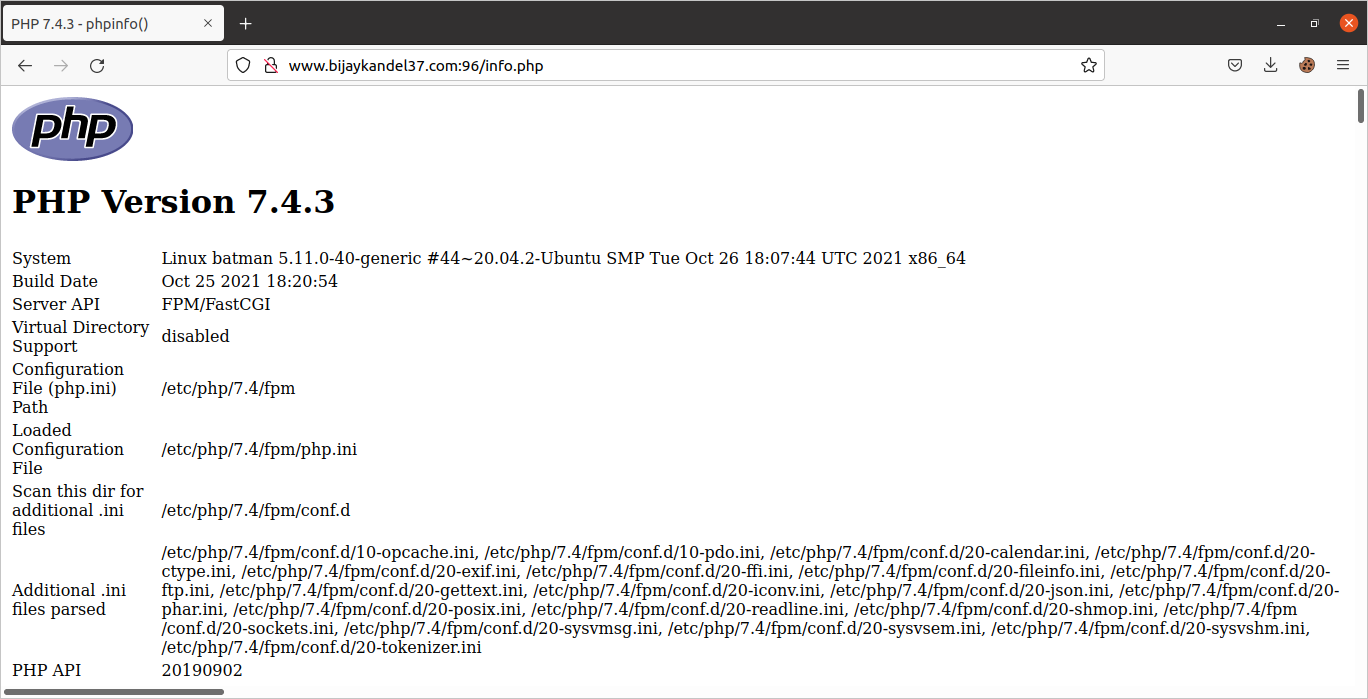 PHP 7.4.3 - phpinfo()
www.bijaykandel37.com:96/info.php
php
PHP Version 7.4.3
System Linux batman 5.11.0-40-generic #44~20.04.2-Ubuntu SMP Tue Oct 26 18:07:44 UTC 2021 x86_64
Build Date Oct 25 2021 18:20:54
Server API FPM/FastCGI
Virtual Directory
Support
disabled
Configuration
File (php.ini)
Path
/etc/php/7.4/fpm
Loaded
Configuration
File
/etc/php/7.4/fpm/php.ini
Scan this dir for
additional .ini
files
/etc/php/7.4/fpm/conf.d
Additional .ini
files parsed
/etc/php/7.4/fpm/conf.d/10-opcache.ini, /etc/php/7.4/fpm/conf.d/10-pdo.ini, /etc/php/7.4/fpm/conf.d/20-calendar.ini, /etc/php/7.4/fpm/conf.d/20-
ctype.ini, /etc/php/7.4/fpm/conf.d/20-exif.ini, /etc/php/7.4/fpm/conf.d/20-ffi.ini, /etc/php/7.4/fpm/conf.d/20-fileinfo.ini, /etc/php/7.4/fpm/conf.d/20-
ftp.ini, /etc/php/7.4/fpm/conf.d/20-gettext.ini, /etc/php/7.4/fpm/conf.d/20-iconv.ini, /etc/php/7.4/fpm/conf.d/20-json.ini, /etc/php/7.4/fpm/conf.d/20-
phar.ini, /etc/php/7.4/fpm/conf.d/20-posix.ini, /etc/php/7.4/fpm/conf.d/20-readline.ini, /etc/php/7.4/fpm/conf.d/20-shmop.ini, /etc/php/7.4/fpm
/conf.d/20-sockets.ini, /etc/php/7.4/fpm/conf.d/20-sysvmsg.ini, /etc/php/7.4/fpm/conf.d/20-sysvsem.ini, /etc/php/7.4/fpm/conf.d/20-sysvshm.ini,
/etc/php/7.4/fpm/conf.d/20-tokenizer.ini
PHP API 20190902